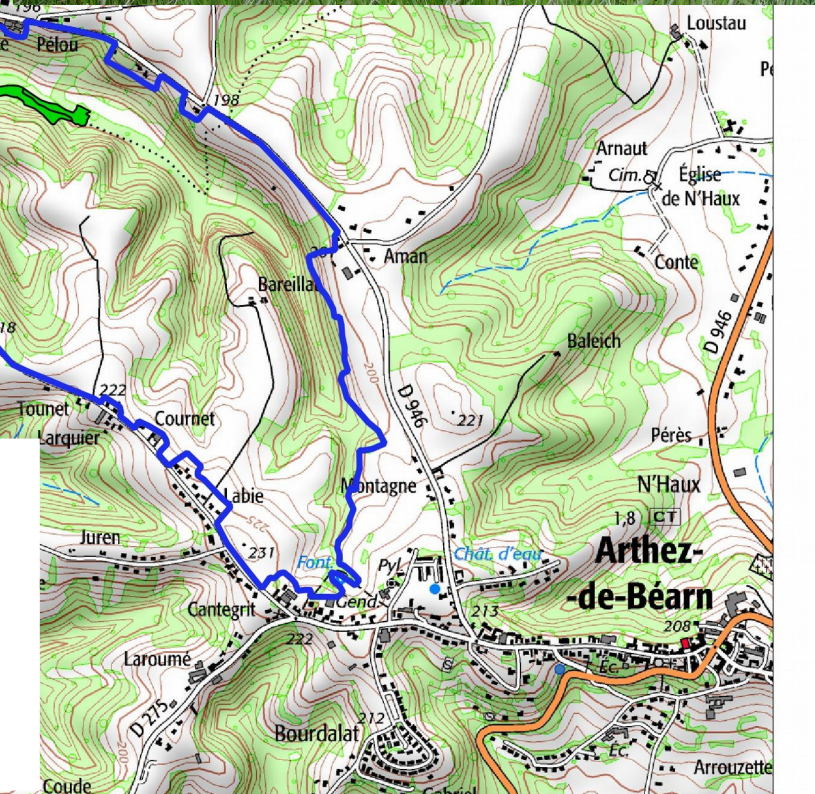 196
Loustau
Pélou
198
Arnaut
Cim.
Église
de N'Haux
Aman
Conte
Bareillat
D 946
Baleich
200
222
D 946
221
Tounet
Cournet
Larquier
Pérès
Montagne
N'Haux
Labie
1,8 CT
225
Juren
231
Arthez-
-de-Béarn
Font.
Pyl.
Chât. d'eau
Gend.
Cantegrit
213
208
222
Éc.
Laroumé
D 275
212
Bourdalat
Éc.
200
Arrouzette
Coude